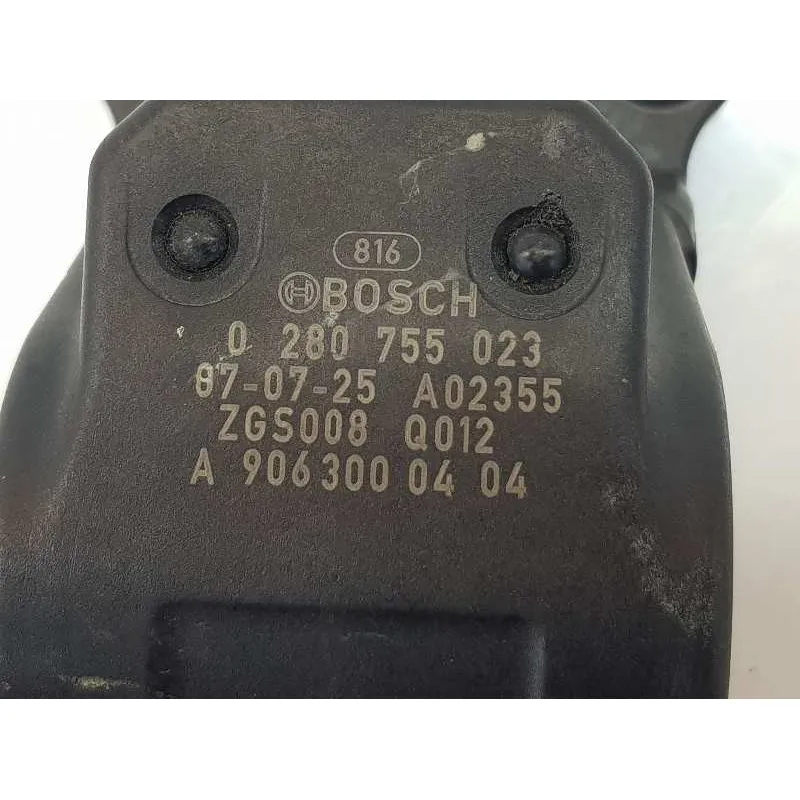 816
BOSCH
0 280 755 023
07-07-25 A02355
ZGS008 Q012
A 906 300 04 04